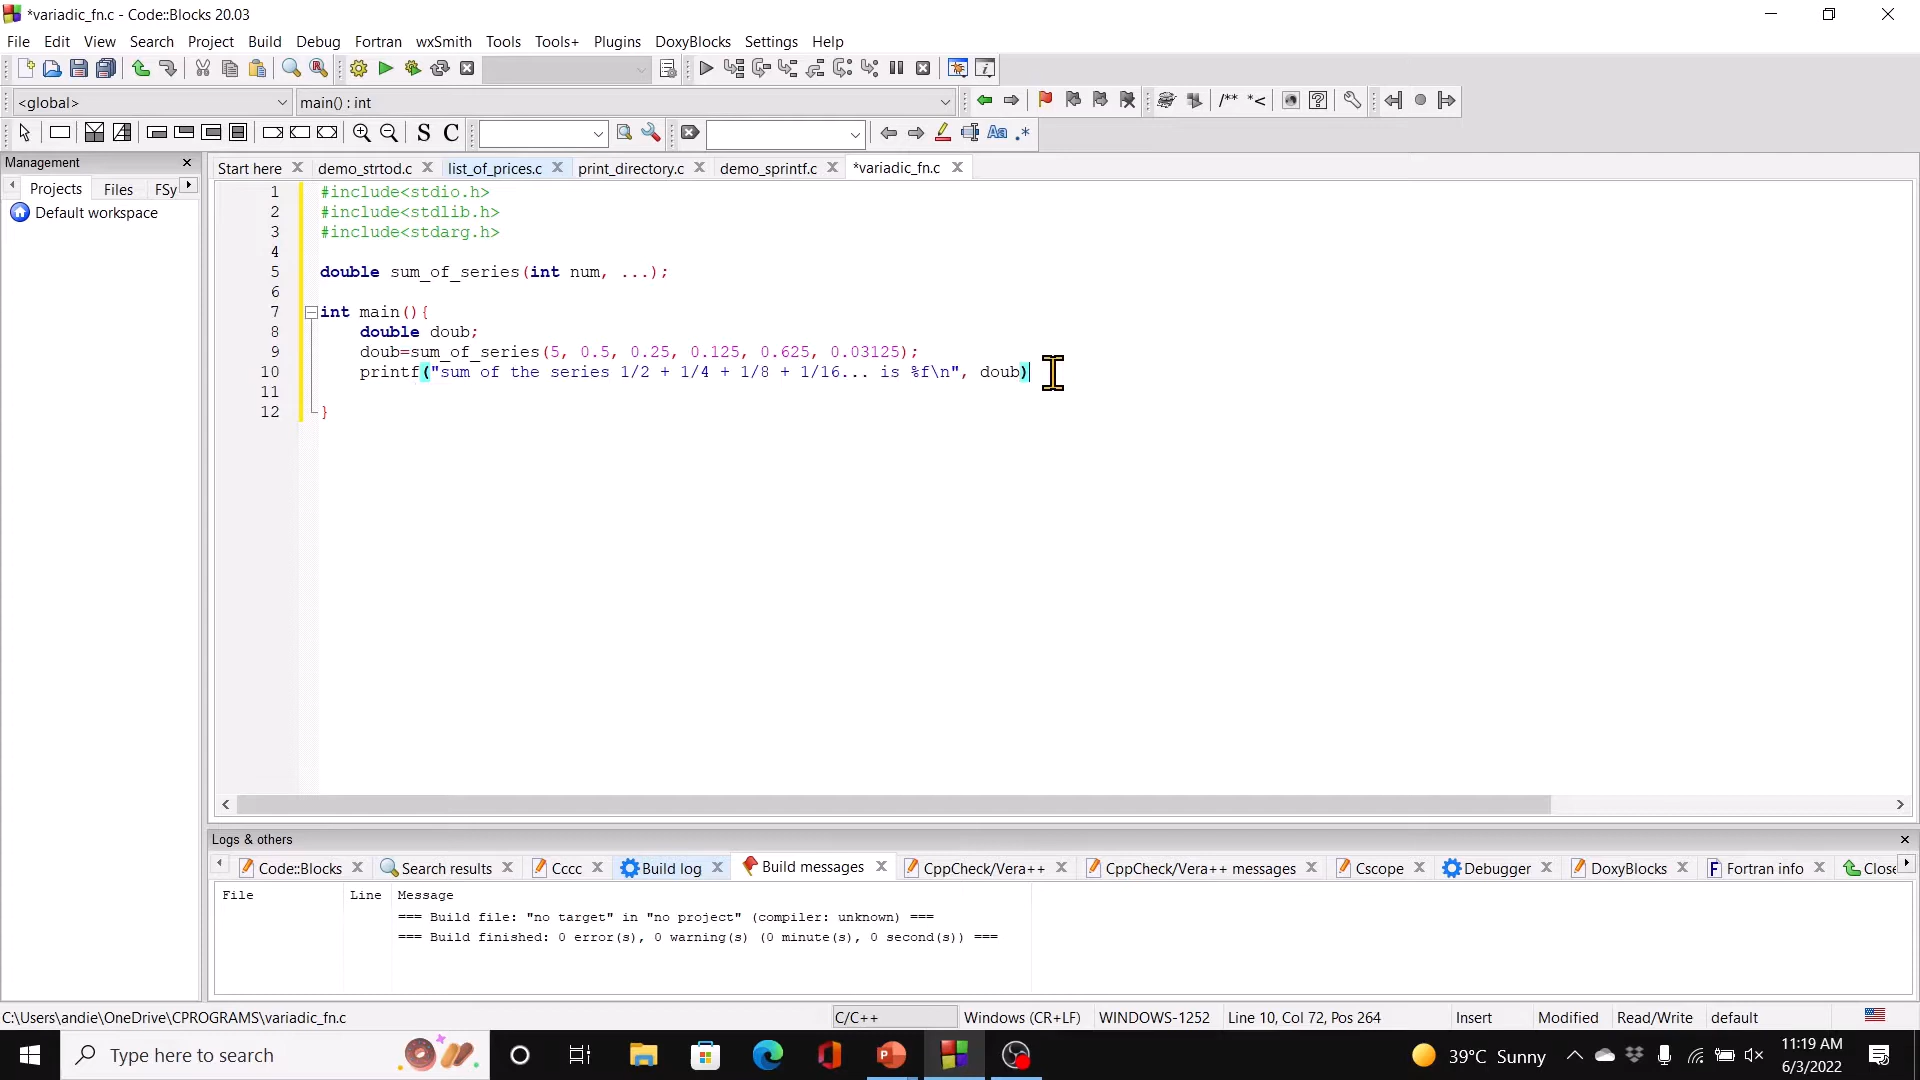 *variadic_fn.c - Code::Blocks 20.03
File Edit View Search Project Build Debug Fortran wxSmith Tools Tools+ Plugins DoxyBlocks Settings Help
<global> main() : int
/** *<
S C Aa .*
Management
Start here demo_strtod.c list_of_prices.c print_directory.c demo_sprintf.c *variadic_fn.c
Projects Files FSy
Default workspace
1 #include<stdio.h>
2 #include<stdlib.h>
3 #include<stdarg.h>
4
5 double sum_of_series(int num, ...);
6
7 int main(){
8 double doub;
9 doub=sum_of_series(5, 0.5, 0.25, 0.125, 0.625, 0.03125);
10 printf("sum of the series 1/2 + 1/4 + 1/8 + 1/16... is %f\n", doub)
11
12 }
Logs & others
Code::Blocks Search results Cccc Build log Build messages CppCheck/Vera++ CppCheck/Vera++ messages Cscope Debugger DoxyBlocks Fortran info Close
File Line Message
=== Build file: "no target" in "no project" (compiler: unknown) ===
=== Build finished: 0 error(s), 0 warning(s) (0 minute(s), 0 second(s)) ===
C:\Users\andie\OneDrive\CPROGRAMS\variadic_fn.c C/C++ Windows (CR+LF) WINDOWS-1252 Line 10, Col 72, Pos 264 Insert Modified Read/Write default
Type here to search 39°C Sunny 11:19 AM
6/3/2022